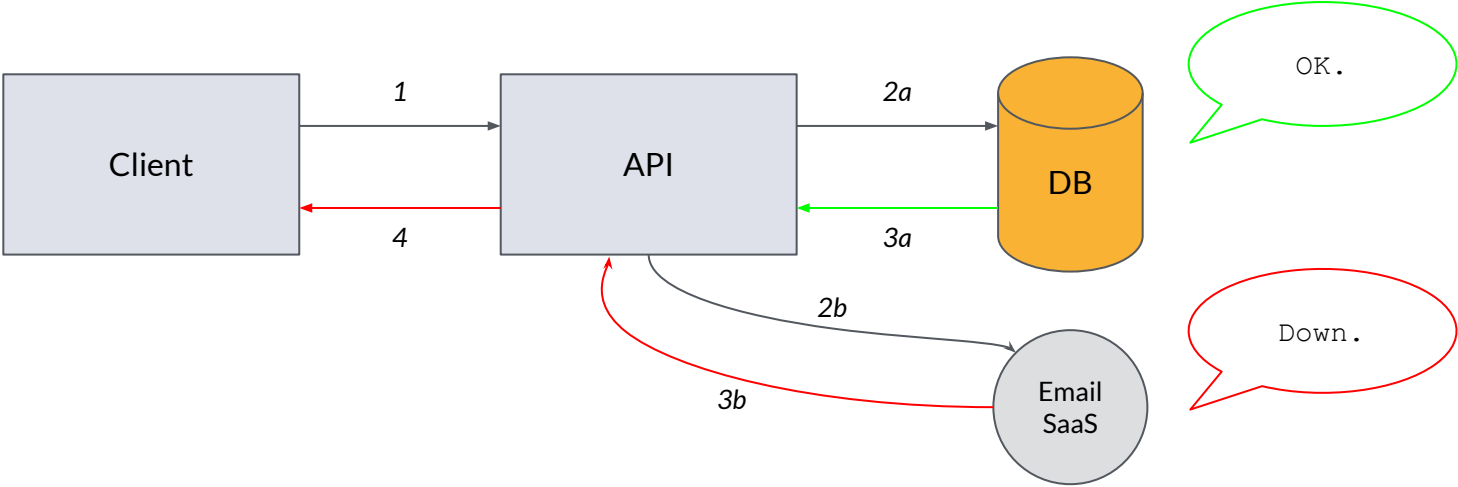 OK.
1
2a
Client
API
DB
4
3a
2b
Down.
3b
Email
SaaS